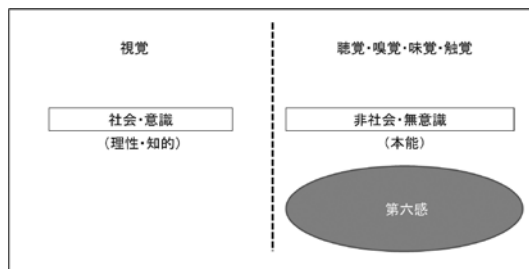 視覚
聴覚・嗅覚・味覚・触覚
社会・意識
非社会・無意識
(理性・知的)
(本能)
第六感